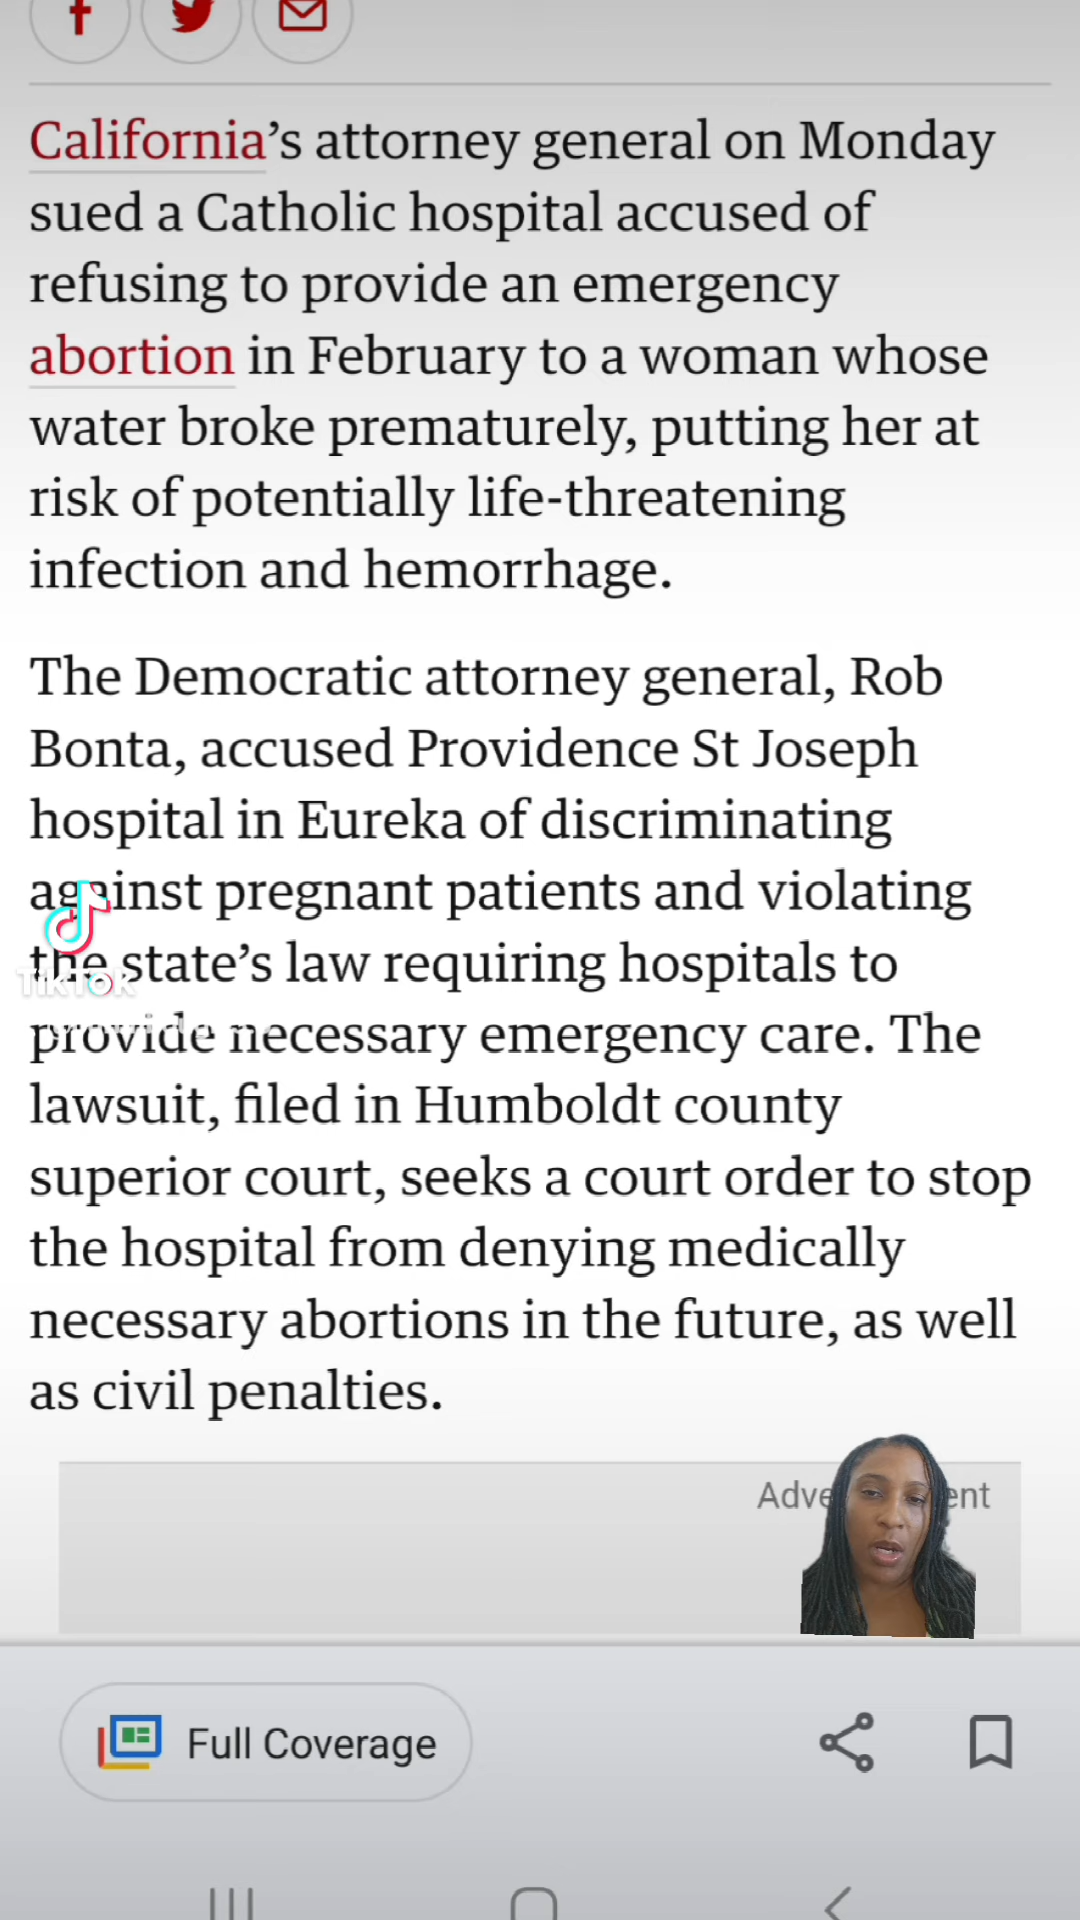 California's attorney general on Monday
sued a Catholic hospital accused of
refusing to provide an emergency
abortion in February to a woman whose
water broke prematurely, putting her at
risk of potentially life-threatening
infection and hemorrhage.
The Democratic attorney general, Rob
Bonta, accused Providence St Joseph
hospital in Eureka of discriminating
against pregnant patients and violating
the state's law requiring hospitals to
provide necessary emergency care. The
lawsuit, filed in Humboldt county
superior court, seeks a court order to stop
the hospital from denying medically
necessary abortions in the future, as well
as civil penalties.
TikTok
Full Coverage